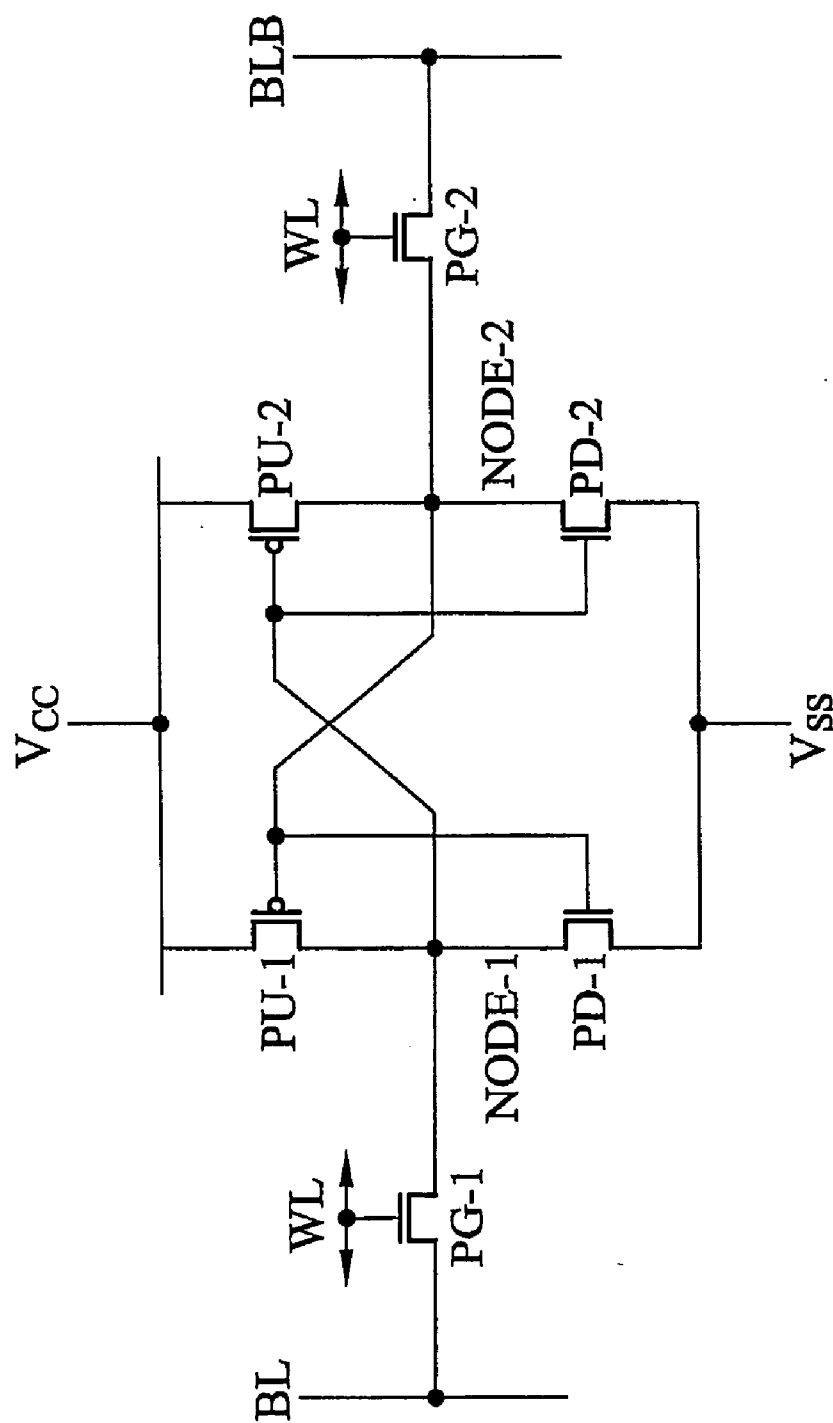 VCC
BL
WL
PG-1
PU-1
NODE-1
PD-1
PU-2
NODE-2
PD-2
WL
PG-2
BLB
VSS